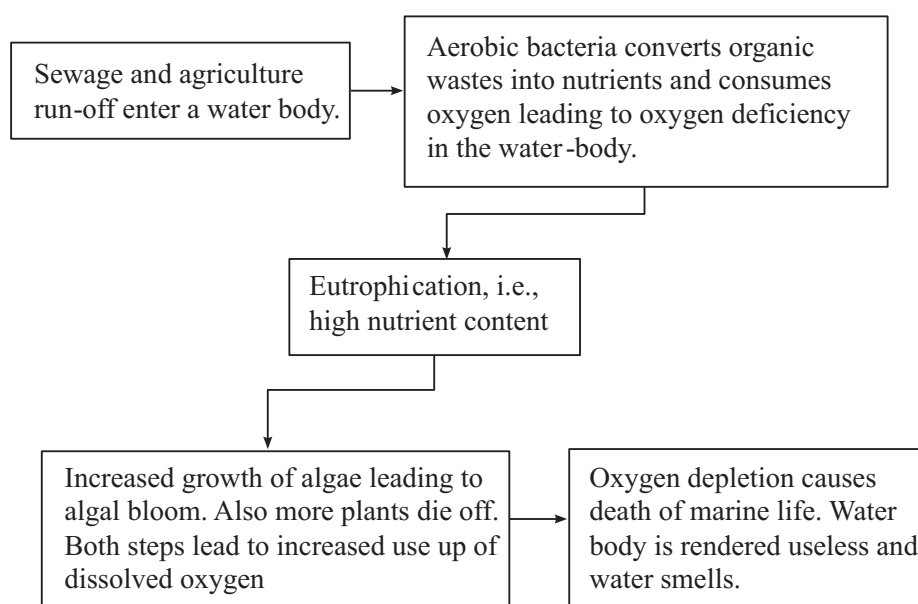 Sewage and agriculture
run-off enter a water body.
Aerobic bacteria converts organic
wastes into nutrients and consumes
oxygen leading to oxygen deficiency
in the water-body.
Eutrophication, i.e.,
high nutrient content
Increased growth of algae leading to
algal bloom. Also more plants die off.
Both steps lead to increased use up of
dissolved oxygen
Oxygen depletion causes
death of marine life. Water
body is rendered useless and
water smells.